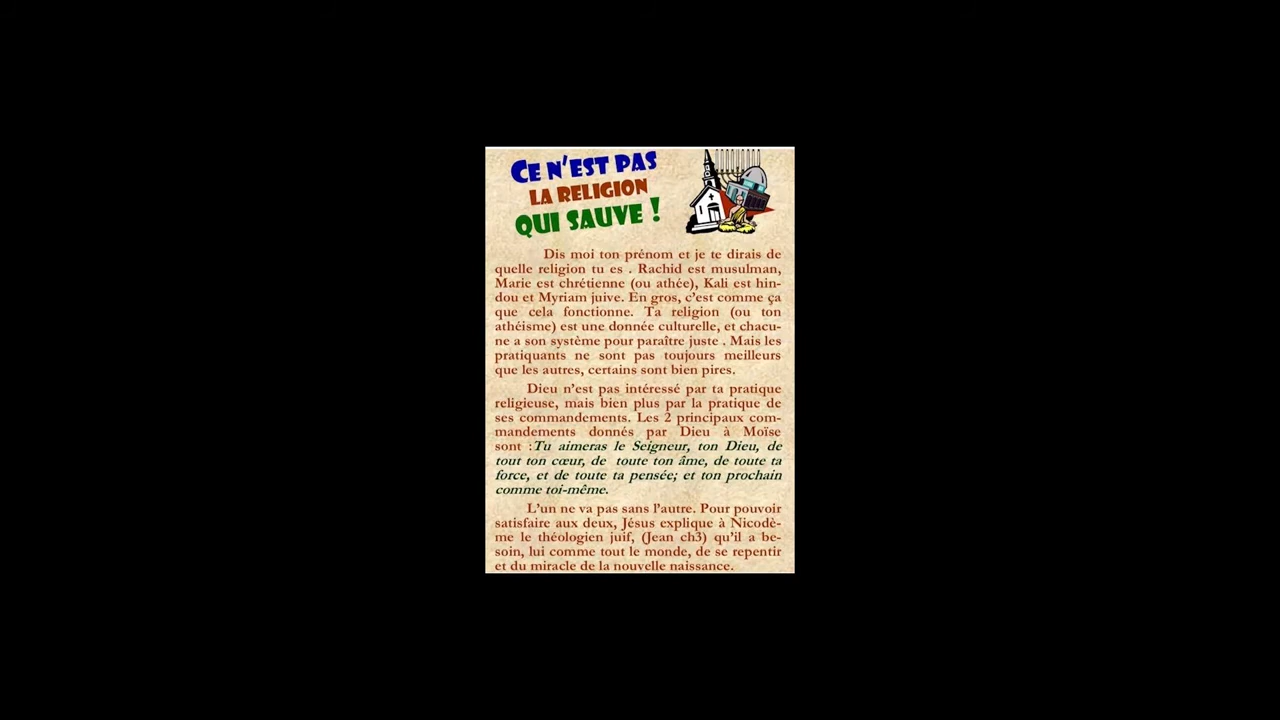 CE N'EST PAS
LA RELIGION
QUI SAUVE !
Dis moi ton prénom et je te dirais de
quelle religion tu es . Rachid est musulman,
Marie est chrétienne (ou athée), Kali est hin-
dou et Myriam juive. En gros, c'est comme ça
que cela fonctionne. Ta religion (ou ton
athéisme) est une donnée culturelle, et chacu-
ne a son système pour paraître juste . Mais les
pratiquants ne sont pas toujours meilleurs
que les autres, certains sont bien pires.
Dieu n'est pas intéressé par ta pratique
religieuse, mais bien plus par la pratique de
ses commandements. Les 2 principaux com-
mandements donnés par Dieu à Moïse
sont :Tu aimeras le Seigneur, ton Dieu, de
tout ton cœur, de toute ton âme, de toute ta
force, et de toute ta pensée; et ton prochain
comme toi-même.
L'un ne va pas sans l'autre. Pour pouvoir
satisfaire aux deux, Jésus explique à Nicodè-
me le théologien juif, (Jean ch3) qu'il a be-
soin, lui comme tout le monde, de se repentir
et du miracle de la nouvelle naissance.